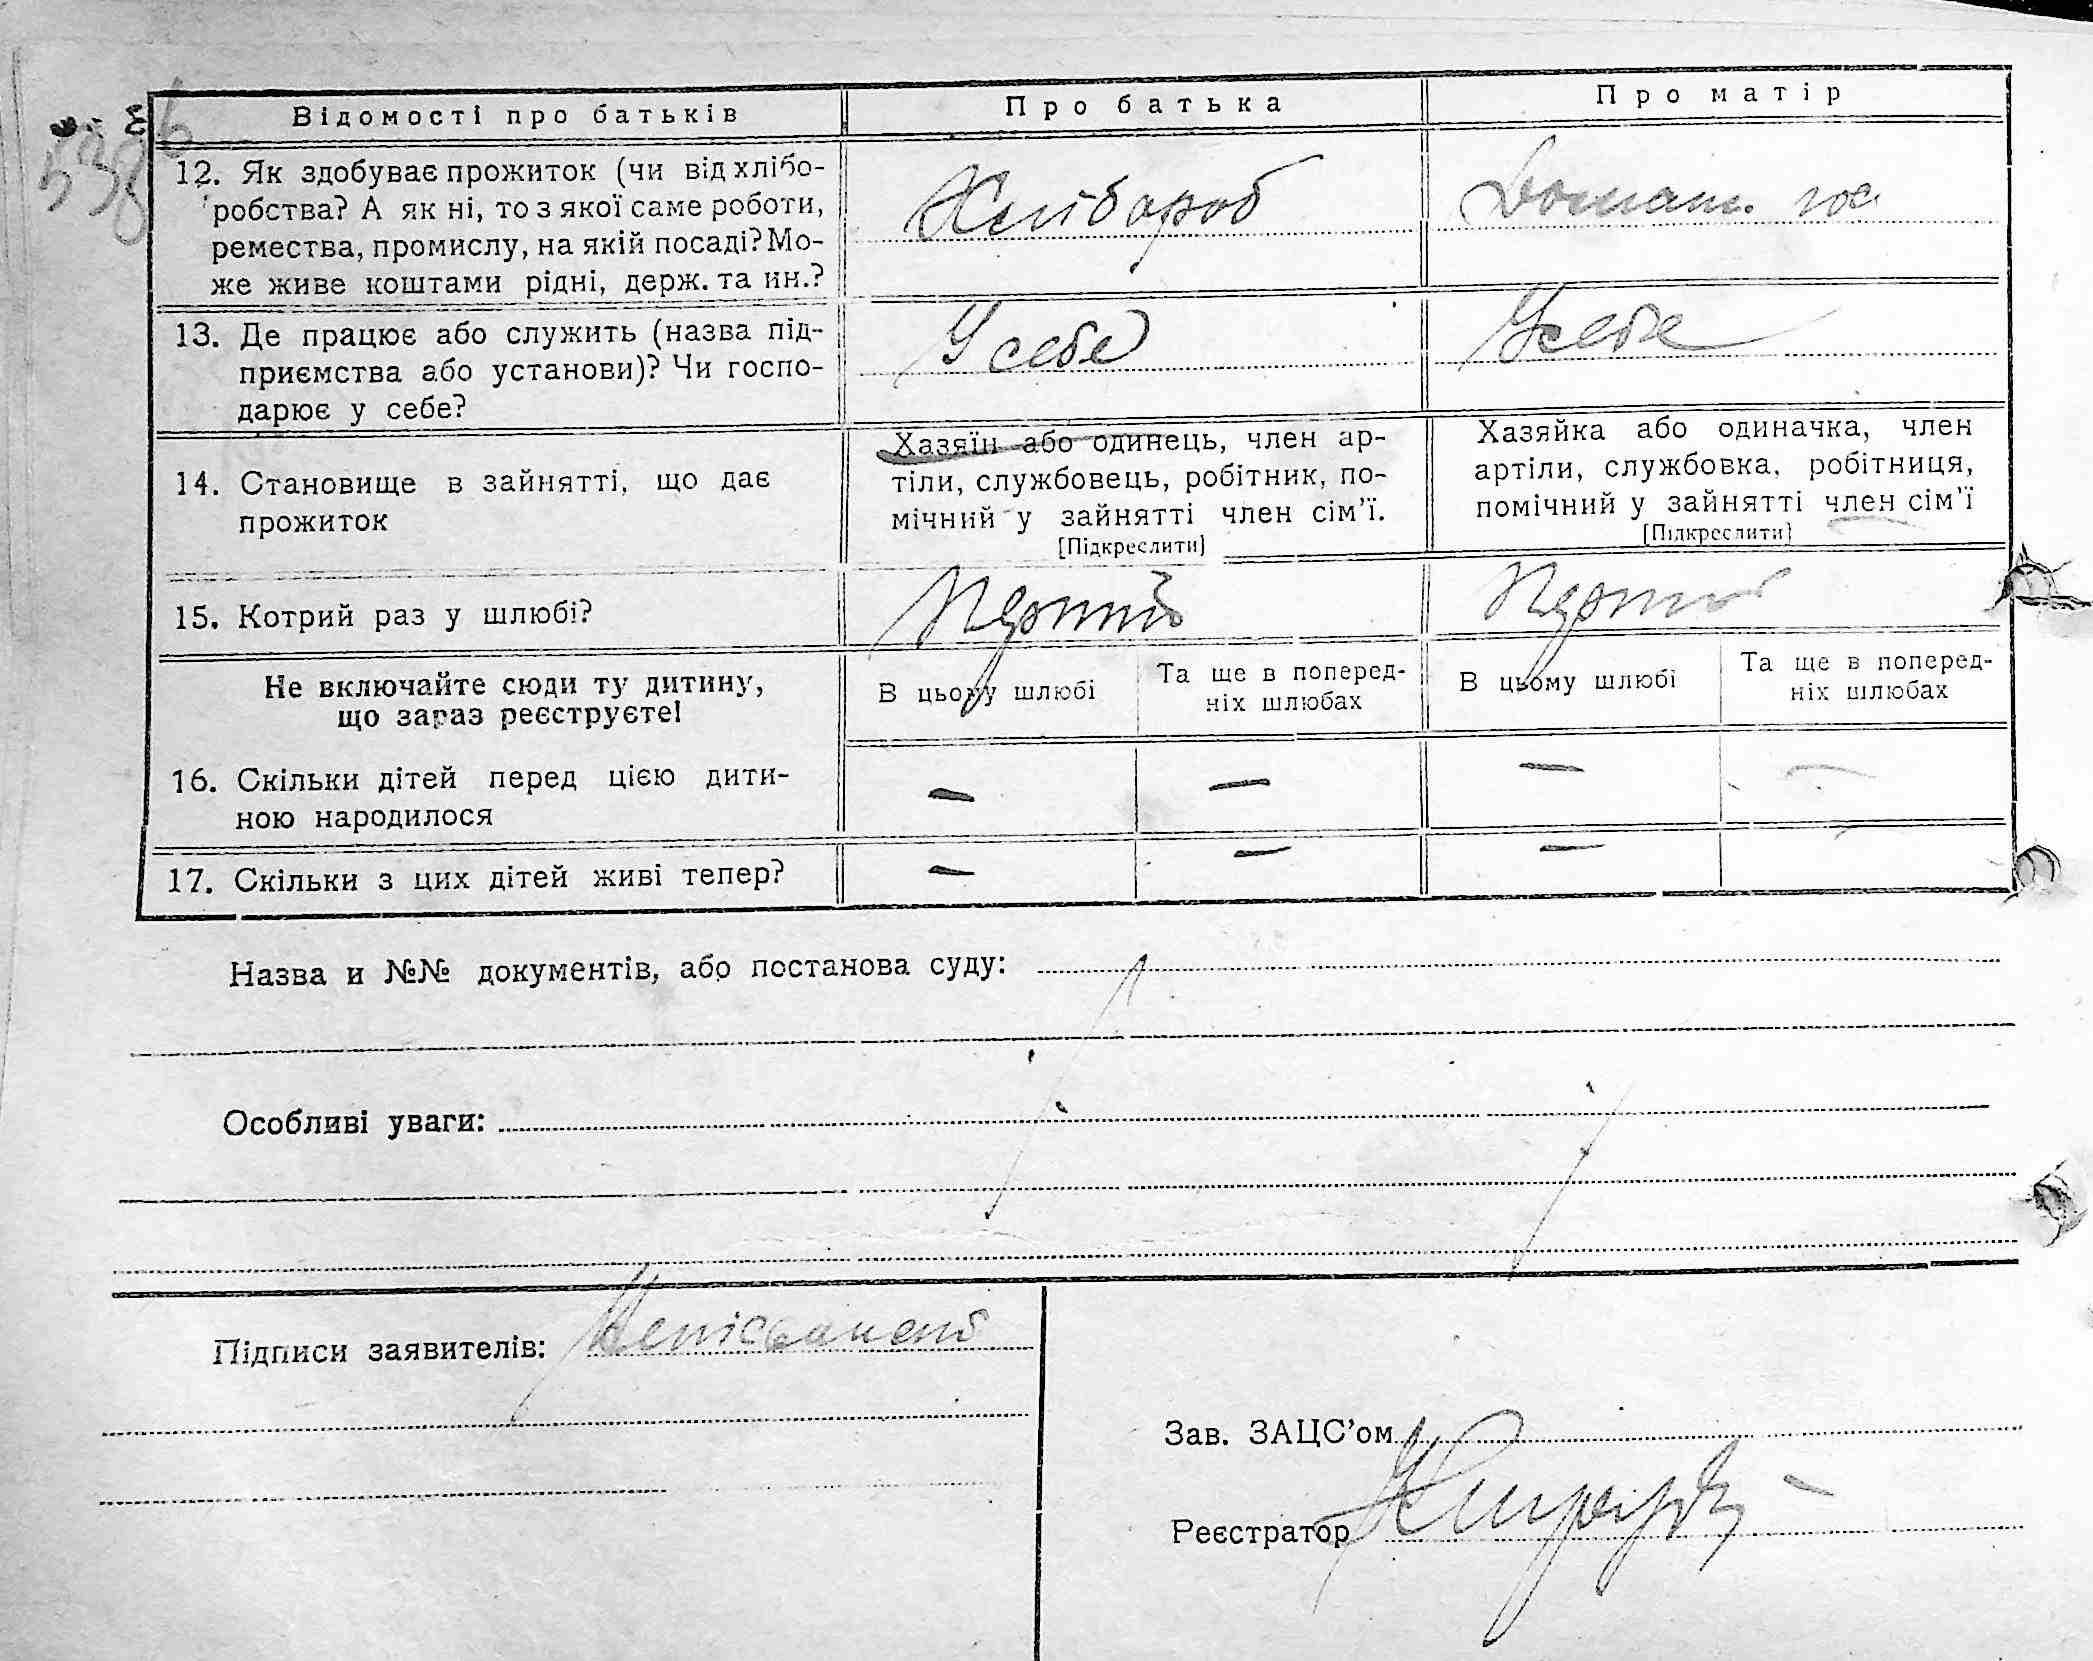 538
Відомості про батьків
Про батька
Про матір
12. Як здобуває прожиток (чи від хлібо-
робства? А як ні, то з якої саме роботи,
ремества, промислу, на якій посаді? Мо-
же живе коштами рідні, держ. та ин.?
Хлібороб
Домашн. гос.
13. Де працює або служить (назва під-
приємства або установи)? Чи госпо-
дарює у себе?
У себе
У себе
14. Становище в зайнятті, що дає
прожиток
Хазяїн або одинець, член ар-
тіли, службовець, робітник, по-
мічний у зайнятті член сім'ї.
[Підкреслити]
Хазяйка або одиначка, член
артіли, службовка, робітниця,
помічний у зайнятті член сім'ї
[Підкреслити]
15. Котрий раз у шлюбі?
Не включайте сюди ту дитину,
що зараз реєструєте!
В цьому шлюбі
Та ще в поперед-
ніх шлюбах
В цьому шлюбі
Та ще в поперед-
ніх шлюбах
16. Скільки дітей перед цією дити-
ною народилося
— — — —
17. Скільки з цих дітей живі тепер?
— — —
Назва и №№ документів, або постанова суду:
Особливі уваги:
Підписи заявителів:
Зав. ЗАЦС'ом
Реєстратор